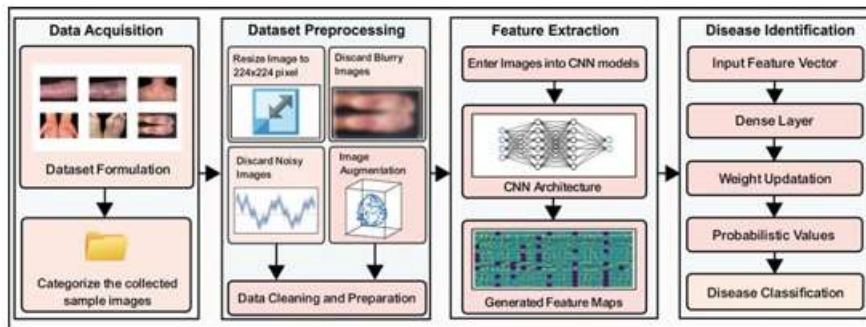 Data Acquisition
Dataset Formulation
Categorize the collected
sample images
Dataset Preprocessing
Resize Image to
224x224 pixel
Discard Blurry
Images
Discard Noisy
Images
Image
Augmentation
Data Cleaning and Preparation
Feature Extraction
Enter Images into CNN models
CNN Architecture
Generated Feature Maps
Disease Identification
Input Feature Vector
Dense Layer
Weight Updatation
Probabilistic Values
Disease Classification